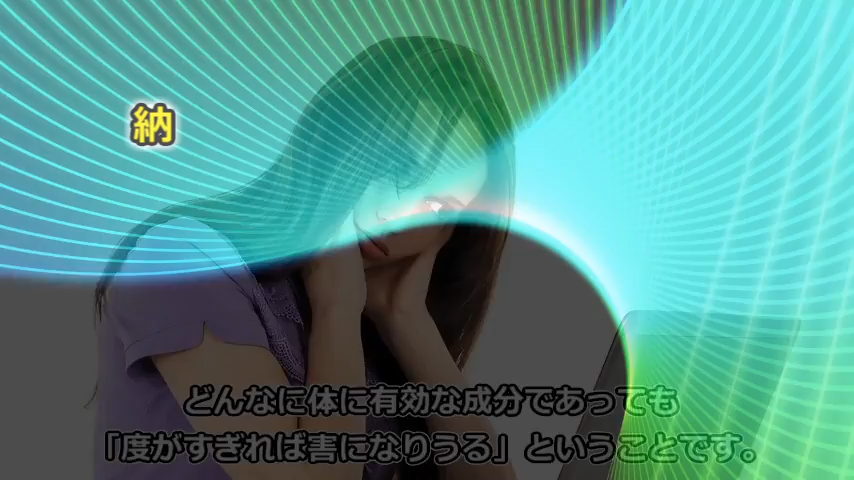 納
どんなに体に有効な成分であっても
「度がすぎれば害になりうる」ということです。